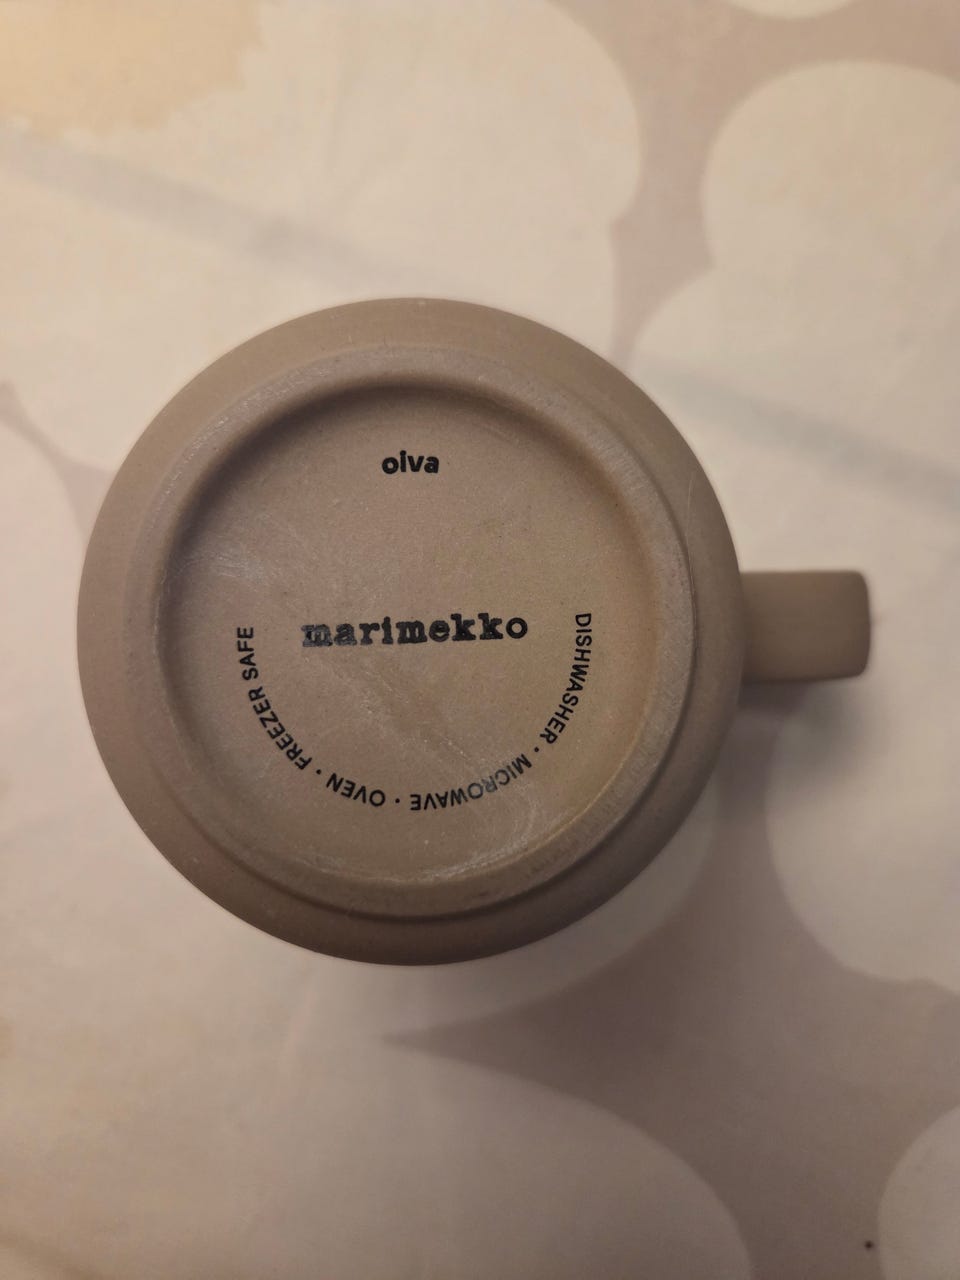 oiva
marimekko
DISHWASHER · MICROWAVE · OVEN · FREEZER SAFE